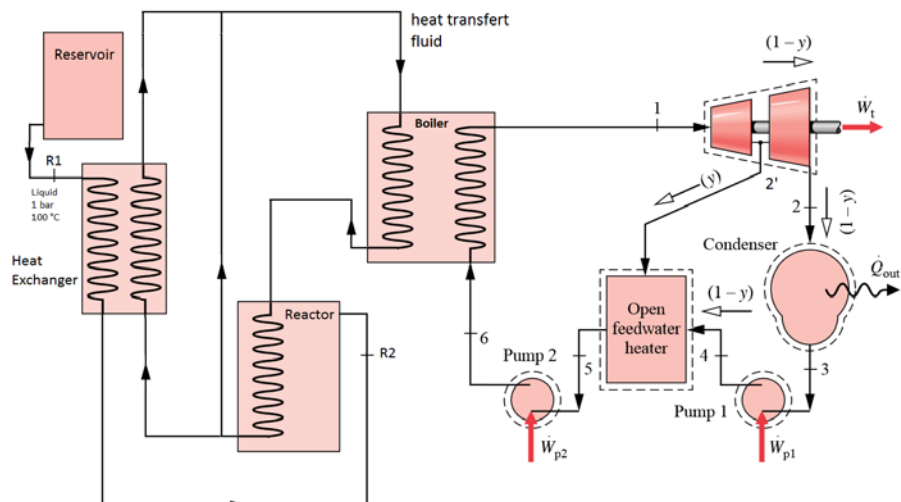 heat transfert
fluid
Reservoir
R1
Liquid
1 bar
100 °C
Heat
Exchanger
Boiler
Reactor
R2
1
(1 – y)
Ẇt
(y)
2'
2
(1 – y)
Condenser
Q̇out
(1 – y)
Open
feedwater
heater
6
Pump 2
5
4
3
Pump 1
Ẇp2
Ẇp1